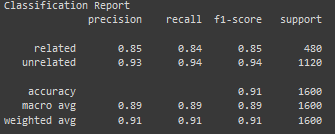 Classification Report
precision recall f1-score support
related 0.85 0.84 0.85 480
unrelated 0.93 0.94 0.94 1120
accuracy 0.91 1600
macro avg 0.89 0.89 0.89 1600
weighted avg 0.91 0.91 0.91 1600